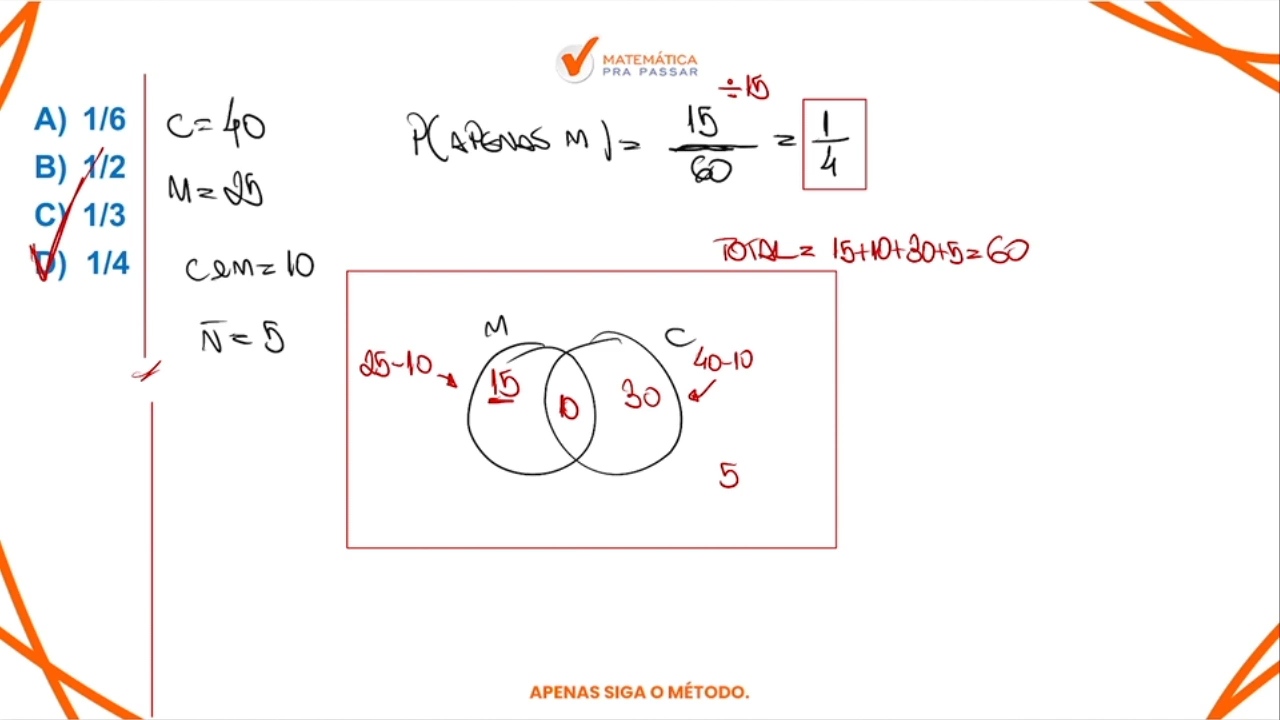 MATEMÁTICA
PRA PASSAR
A) 1/6
B) 1/2
C) 1/3
D) 1/4
C = 40
M = 25
C e M = 10
N̅ = 5
P(APENAS M) = 15/60 = 1/4
÷15
TOTAL = 15+10+30+5=60
M
C
25-10
40-10
15
10
30
5
APENAS SIGA O MÉTODO.